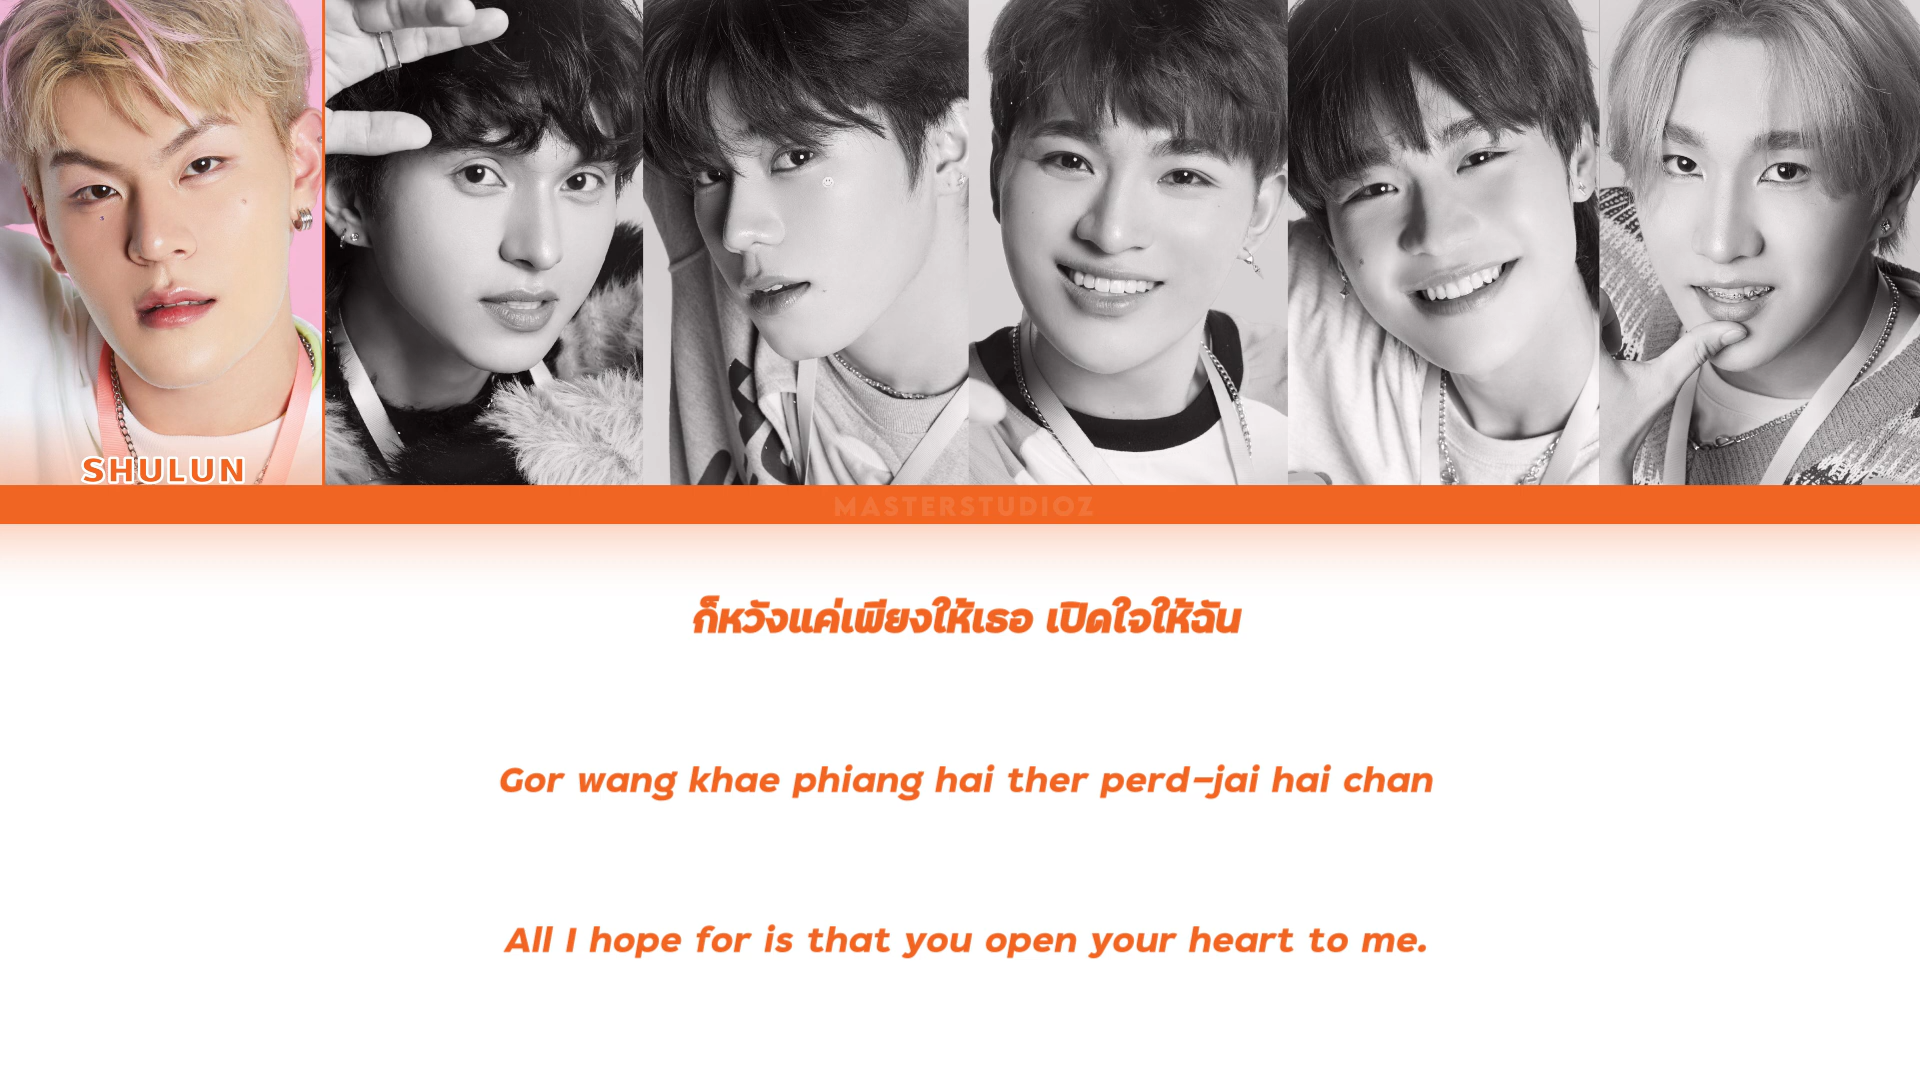 SHULUN
MASTERSTUDIOZ
ก็หวังแค่เพียงให้เธอ เปิดใจให้ฉัน
Gor wang khae phiang hai ther perd-jai hai chan
All I hope for is that you open your heart to me.